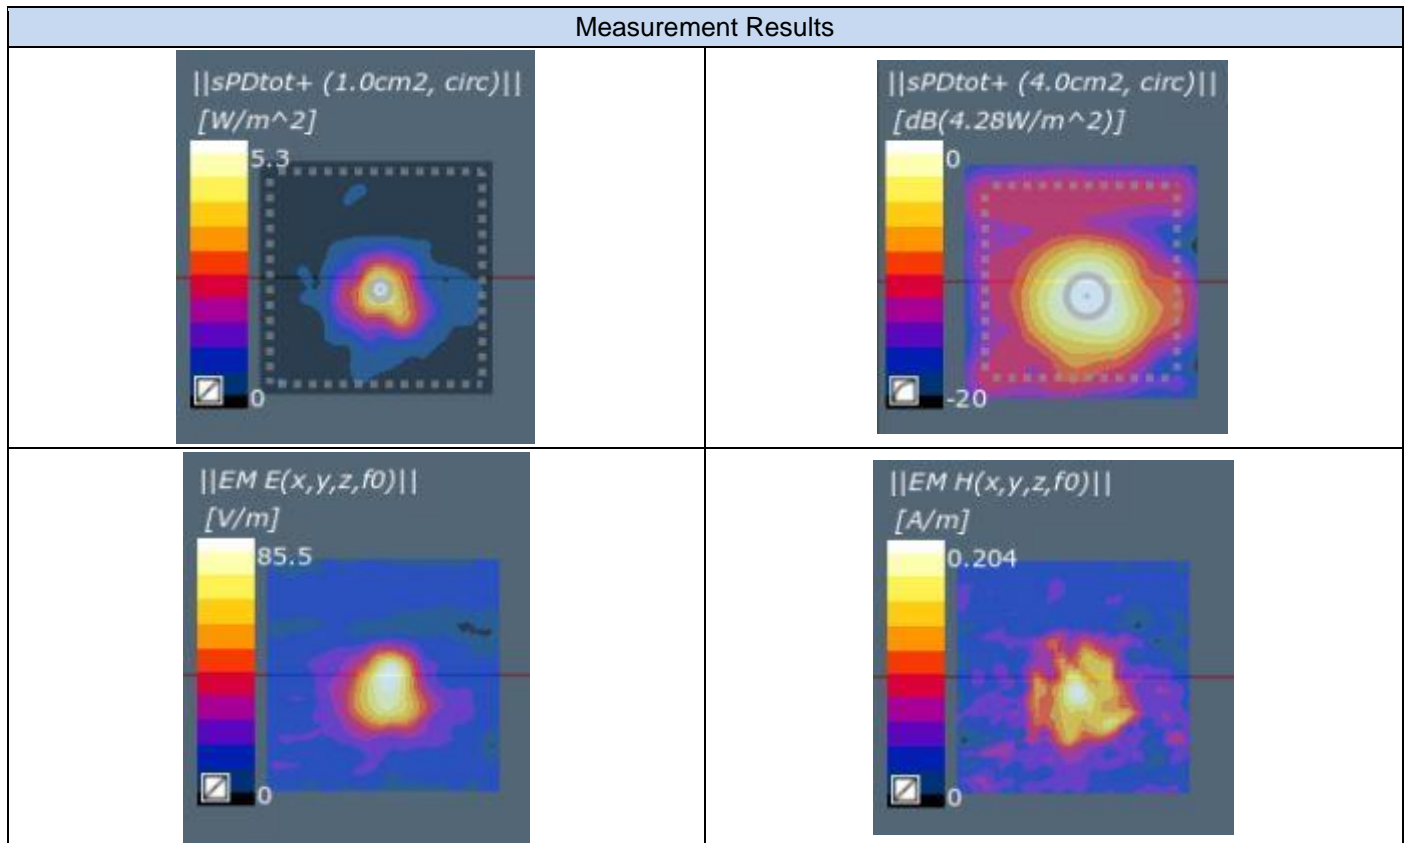 Measurement Results
||sPDtot+ (1.0cm2, circ)||
[W/m^2]
5.3
0
||sPDtot+ (4.0cm2, circ)||
[dB(4.28W/m^2)]
0
-20
||EM E(x,y,z,f0)||
[V/m]
85.5
0
||EM H(x,y,z,f0)||
[A/m]
0.204
0